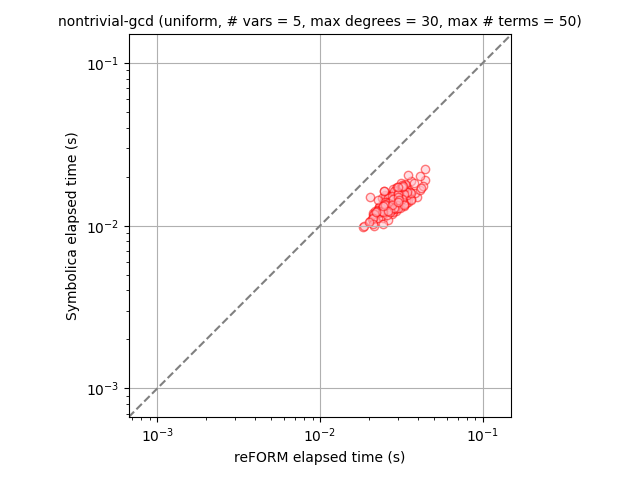 nontrivial-gcd (uniform, # vars = 5, max degrees = 30, max # terms = 50)
Symbolica elapsed time (s)
10⁻¹
10⁻²
10⁻³
10⁻³
10⁻²
10⁻¹
reFORM elapsed time (s)